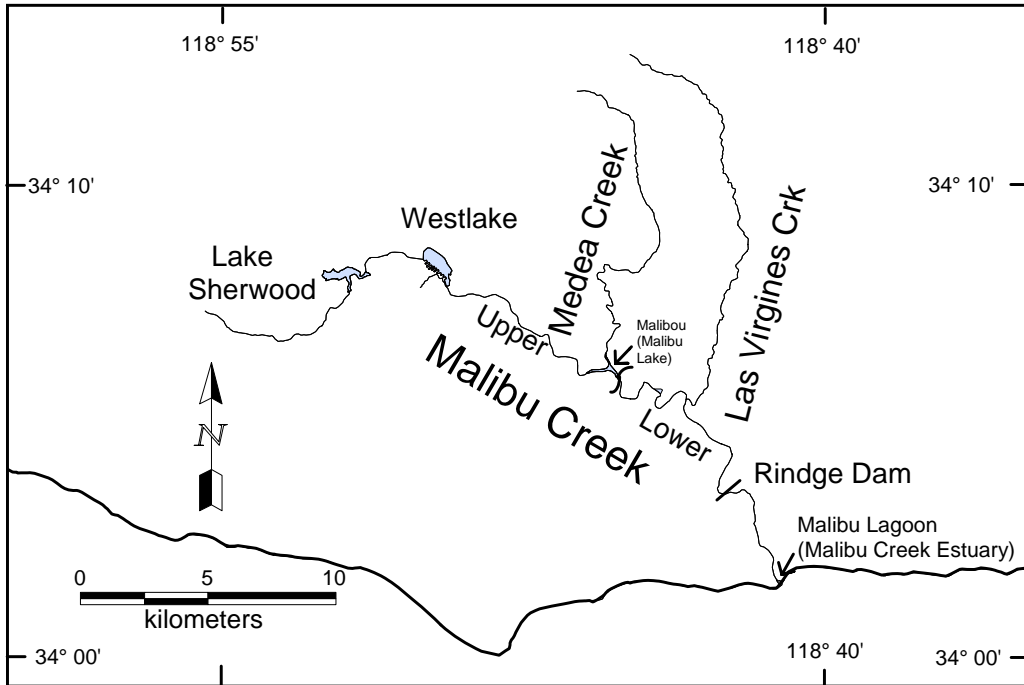 118° 55'
118° 40'
34° 10'
34° 10'
Medea Creek
Las Virgines Crk
Westlake
Lake
Sherwood
Upper
Malibou
(Malibu
Lake)
Malibu Creek
Lower
N
Rindge Dam
Malibu Lagoon
(Malibu Creek Estuary)
0 5 10
kilometers
34° 00'
118° 40'
34° 00'